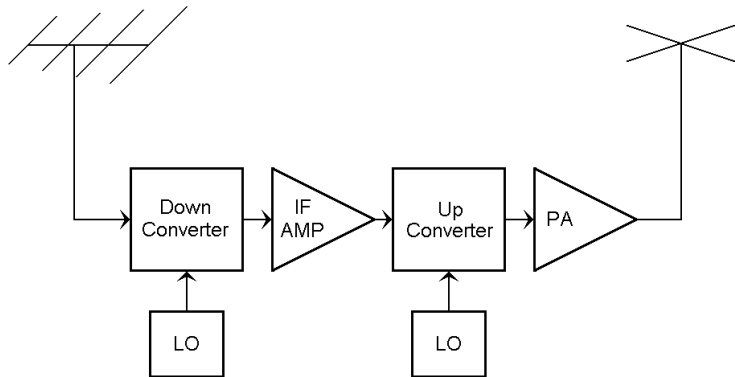 Down
Converter
IF
AMP
Up
Converter
PA
LO
LO